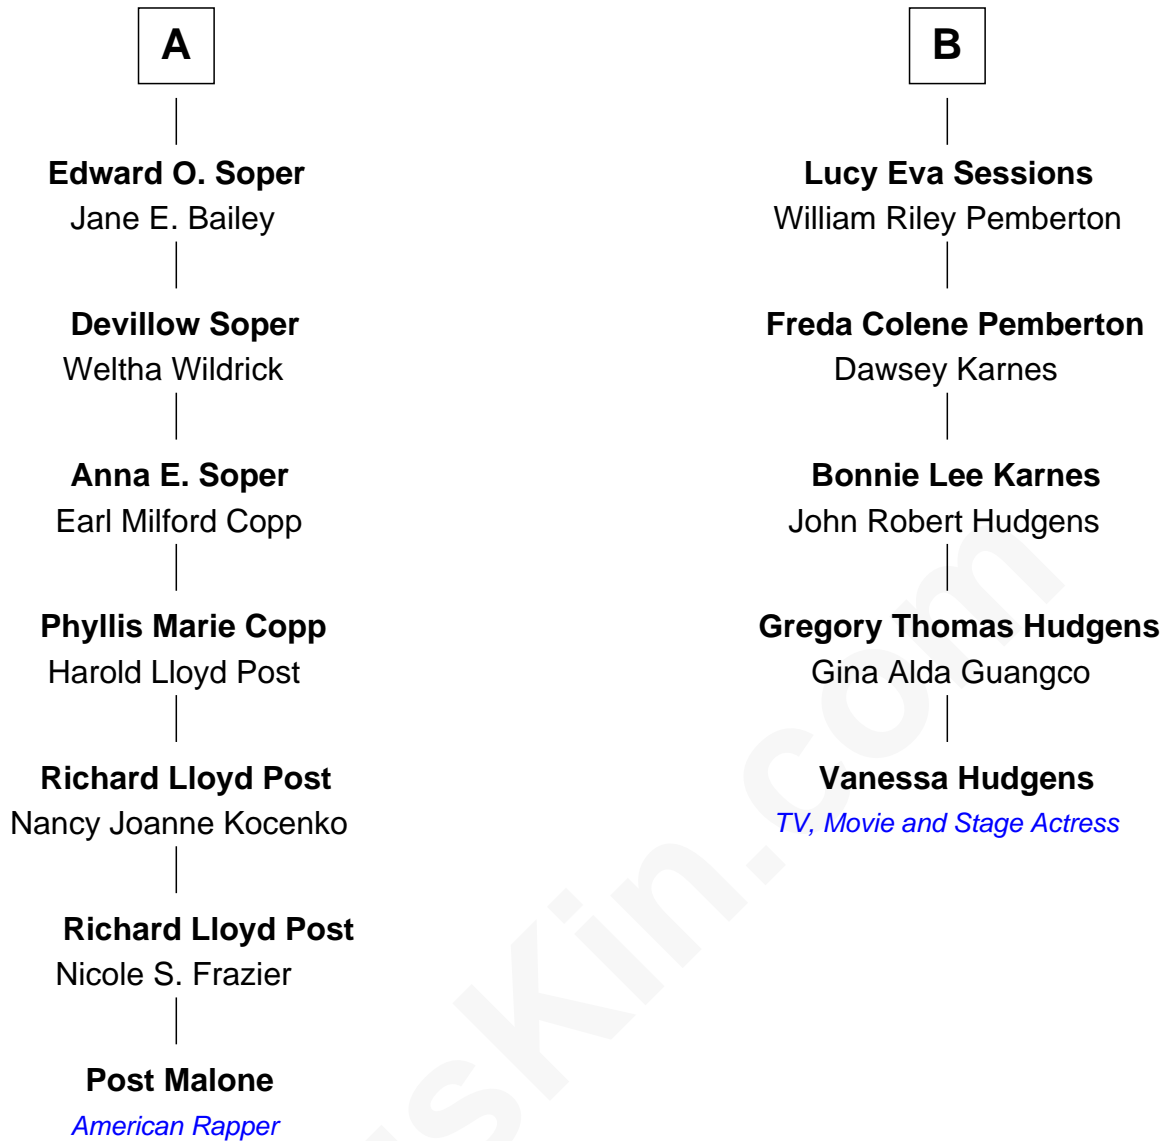 A
Edward O. Soper
Jane E. Bailey
Devillow Soper
Weltha Wildrick
Anna E. Soper
Earl Milford Copp
Phyllis Marie Copp
Harold Lloyd Post
Richard Lloyd Post
Nancy Joanne Kocenko
Richard Lloyd Post
Nicole S. Frazier
Post Malone
American Rapper
B
Lucy Eva Sessions
William Riley Pemberton
Freda Colene Pemberton
Dawsey Karnes
Bonnie Lee Karnes
John Robert Hudgens
Gregory Thomas Hudgens
Gina Alda Guangco
Vanessa Hudgens
TV, Movie and Stage Actress